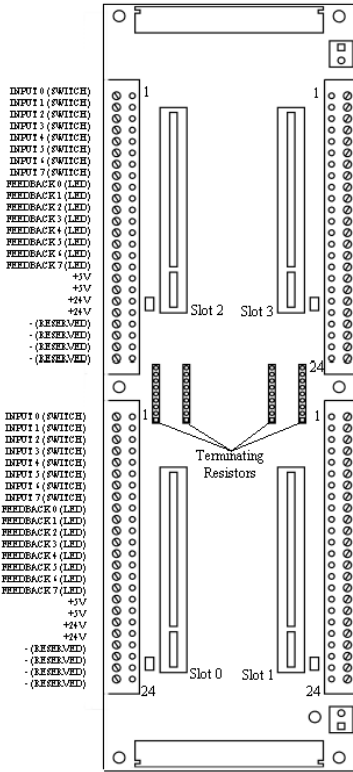 1 1
INPUT 0 (SWITCH)
INPUT 1 (SWITCH)
INPUT 2 (SWITCH)
INPUT 3 (SWITCH)
INPUT 4 (SWITCH)
INPUT 5 (SWITCH)
INPUT 6 (SWITCH)
INPUT 7 (SWITCH)
FEEDBACK 0 (LED)
FEEDBACK 1 (LED)
FEEDBACK 2 (LED)
FEEDBACK 3 (LED)
FEEDBACK 4 (LED)
FEEDBACK 5 (LED)
FEEDBACK 6 (LED)
FEEDBACK 7 (LED)
+5V
+5V
+24V
+24V
- (RESERVED)
- (RESERVED)
- (RESERVED)
- (RESERVED)
Slot 2 Slot 3
24
1 1
INPUT 0 (SWITCH)
INPUT 1 (SWITCH)
INPUT 2 (SWITCH)
INPUT 3 (SWITCH)
INPUT 4 (SWITCH)
INPUT 5 (SWITCH)
INPUT 6 (SWITCH)
INPUT 7 (SWITCH)
FEEDBACK 0 (LED)
FEEDBACK 1 (LED)
FEEDBACK 2 (LED)
FEEDBACK 3 (LED)
FEEDBACK 4 (LED)
FEEDBACK 5 (LED)
FEEDBACK 6 (LED)
FEEDBACK 7 (LED)
+5V
+5V
+24V
+24V
- (RESERVED)
- (RESERVED)
- (RESERVED)
- (RESERVED)
Terminating
Resistors
Slot 0 Slot 1
24 24